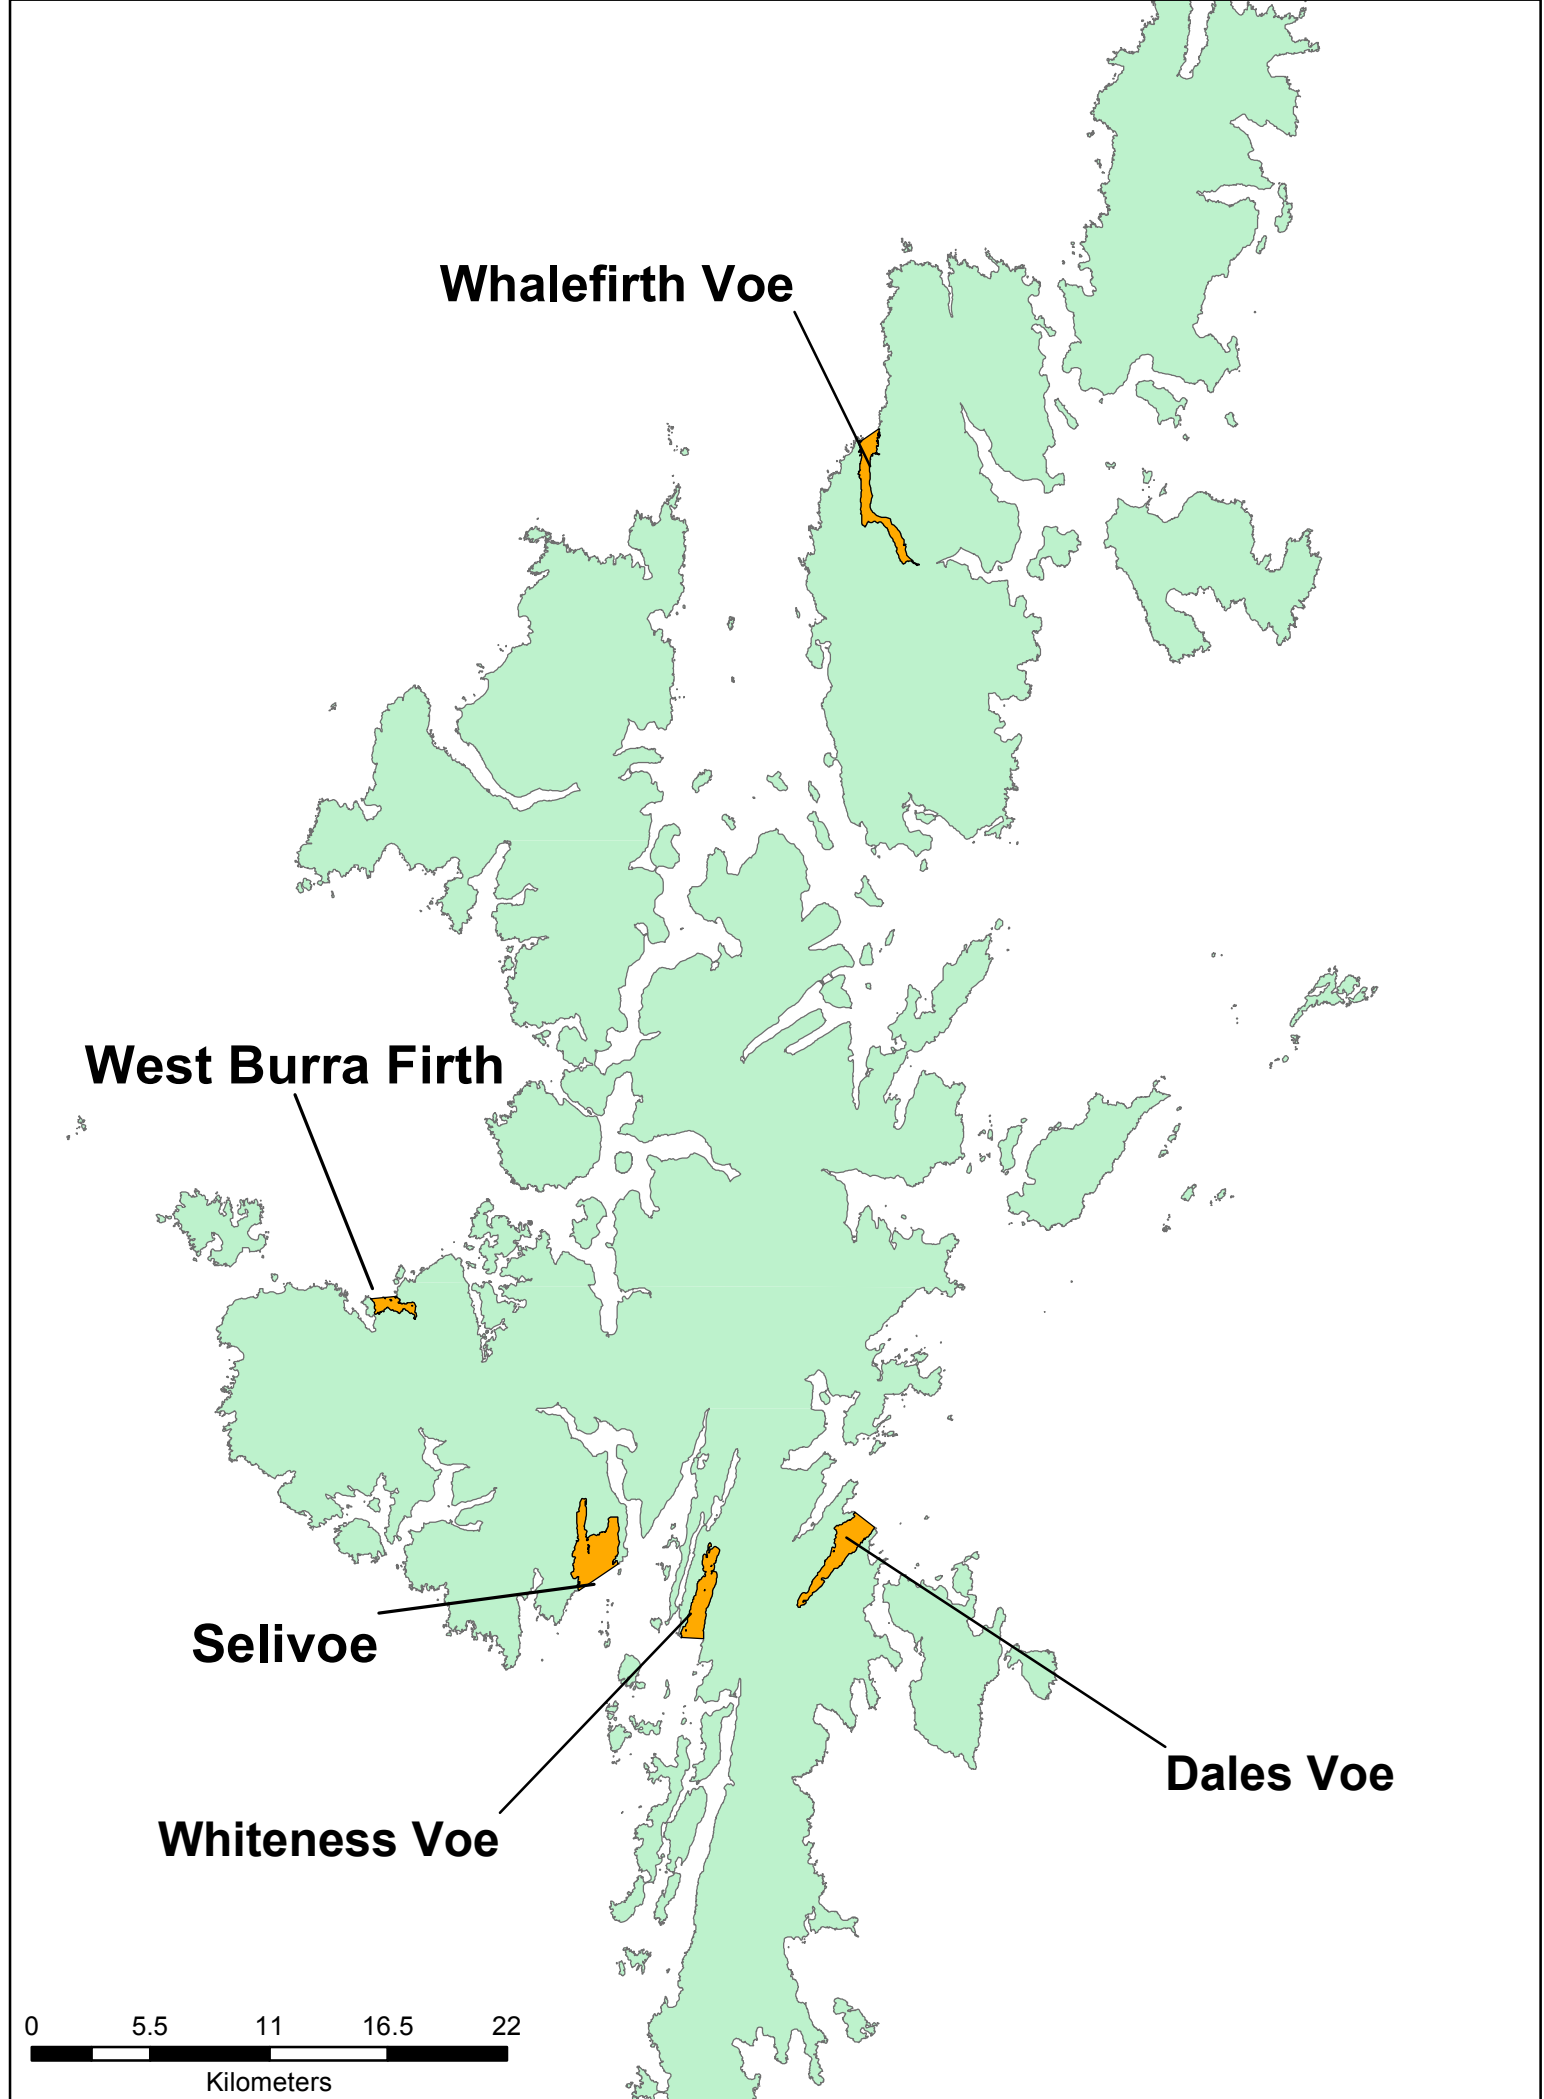 Whalefirth Voe
West Burra Firth
Selivoe
Dales Voe
Whiteness Voe
0 5.5 11 16.5 22
Kilometers